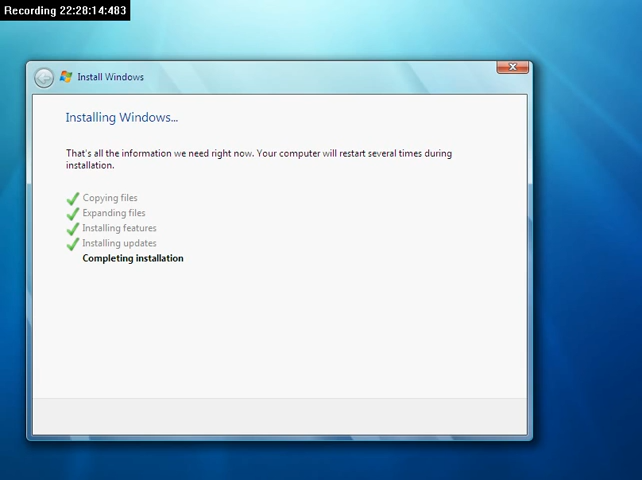 Recording 22:28:14:483
Install Windows
Installing Windows...
That's all the information we need right now. Your computer will restart several times during
installation.
Copying files
Expanding files
Installing features
Installing updates
Completing installation